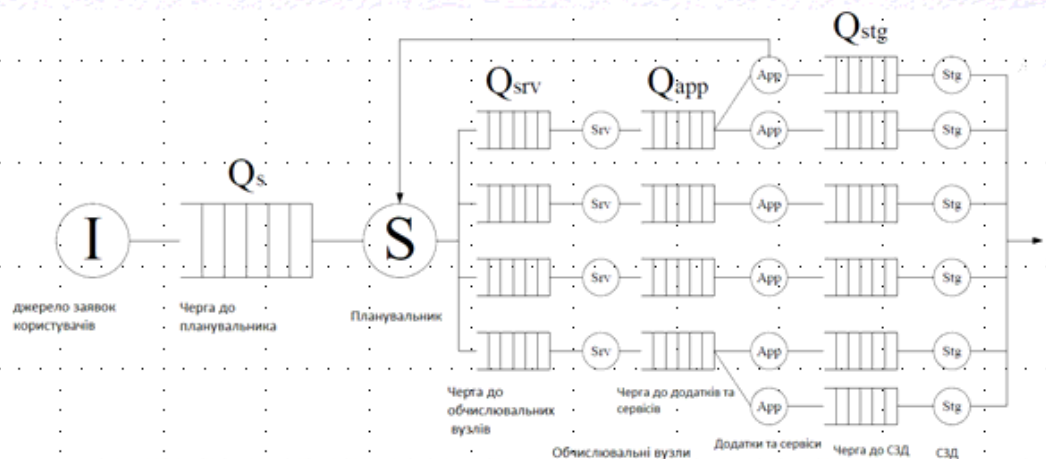 Qstg
Qsrv
Qapp
App
Stg
Srv
App
Stg
Qs
Srv
App
Stg
I
S
Srv
App
Stg
джерело заявок
користувачів
Черга до
планувальника
Планувальник
Srv
App
Stg
App
Stg
Черга до
обчислювальних
вузлів
Черга до додатків та
сервісів
Обчислювальні вузли
Додатки та сервіси
Черга до СЗД
СЗД